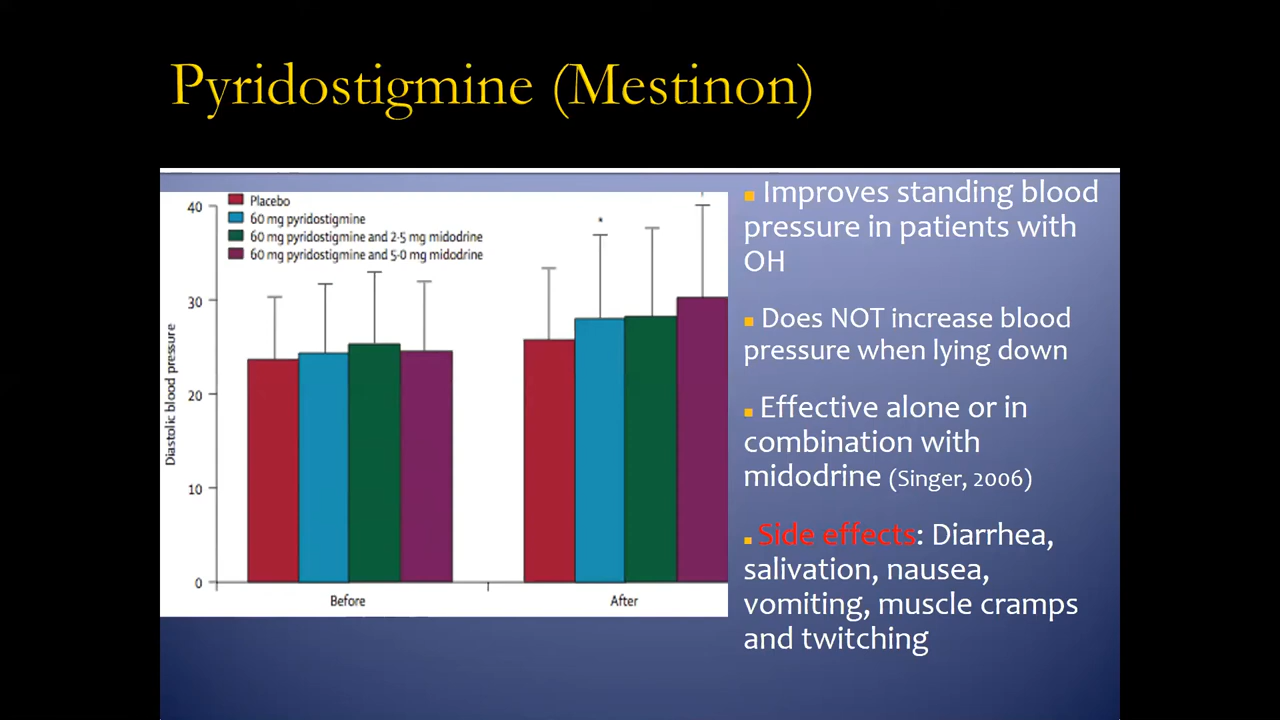 Pyridostigmine (Mestinon)
40
30
20
10
0
Diastolic blood pressure
Placebo
60 mg pyridostigmine
60 mg pyridostigmine and 2·5 mg midodrine
60 mg pyridostigmine and 5·0 mg midodrine
*
Before
After
Improves standing blood
pressure in patients with
OH
Does NOT increase blood
pressure when lying down
Effective alone or in
combination with
midodrine (Singer, 2006)
Side effects: Diarrhea,
salivation, nausea,
vomiting, muscle cramps
and twitching